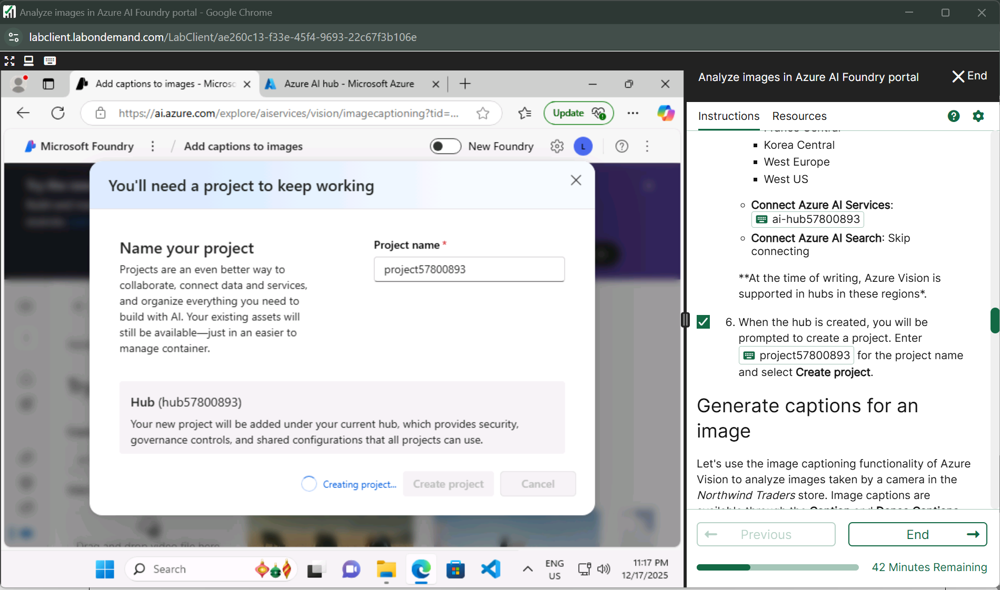 Analyze images in Azure AI Foundry portal - Google Chrome
labclient.labondemand.com/LabClient/ae260c13-f33e-45f4-9693-22c67f3b106e
Add captions to images - Microsc
Azure AI hub - Microsoft Azure
https://ai.azure.com/explore/aiservices/vision/imagecaptioning?tid=...
Update
Microsoft Foundry
/
Add captions to images
New Foundry
L
You'll need a project to keep working
Name your project
Projects are an even better way to
collaborate, connect data and services,
and organize everything you need to
build with AI. Your existing assets will
still be available—just in an easier to
manage container.
Project name *
project57800893
Hub (hub57800893)
Your new project will be added under your current hub, which provides security,
governance controls, and shared configurations that all projects can use.
Creating project...
Create project
Cancel
Drag and drop video file here
Search
ENG
US
11:17 PM
12/17/2025
Analyze images in Azure AI Foundry portal
End
Instructions
Resources
France Central
▪ Korea Central
▪ West Europe
▪ West US
○ Connect Azure AI Services:
ai-hub57800893
○ Connect Azure AI Search: Skip
connecting
**At the time of writing, Azure Vision is
supported in hubs in these regions*.
6. When the hub is created, you will be
prompted to create a project. Enter
project57800893 for the project name
and select Create project.
Generate captions for an
image
Let's use the image captioning functionality of Azure
Vision to analyze images taken by a camera in the
Northwind Traders store. Image captions are
available through the Caption and Dense Captions
Previous
End
42 Minutes Remaining